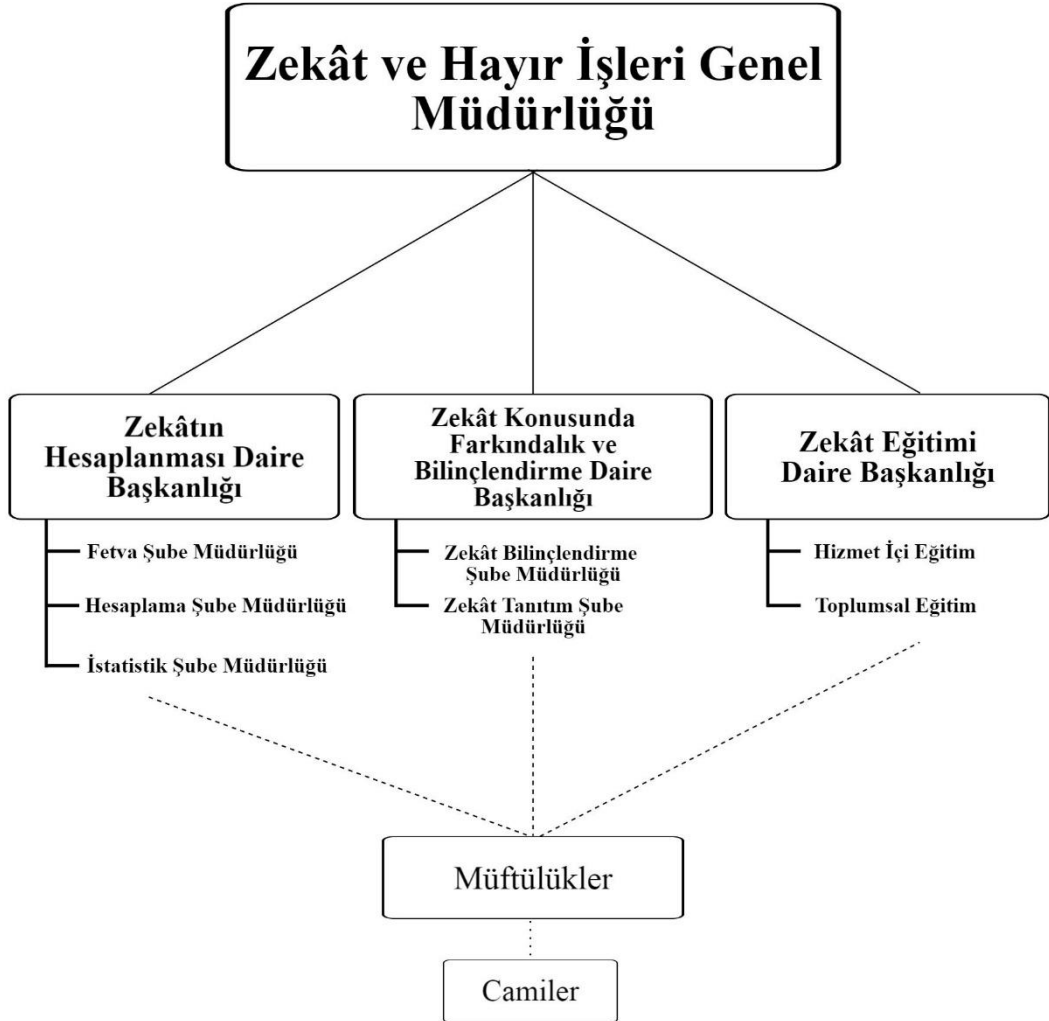 Zekât ve Hayır İşleri Genel
Müdürlüğü
Zekâtın
Hesaplanması Daire
Başkanlığı
Fetva Şube Müdürlüğü
Hesaplama Şube Müdürlüğü
İstatistik Şube Müdürlüğü
Zekât Konusunda
Farkındalık ve
Bilinçlendirme Daire
Başkanlığı
Zekât Bilinçlendirme
Şube Müdürlüğü
Zekât Tanıtım Şube
Müdürlüğü
Zekât Eğitimi
Daire Başkanlığı
Hizmet İçi Eğitim
Toplumsal Eğitim
Müftülükler
Camiler